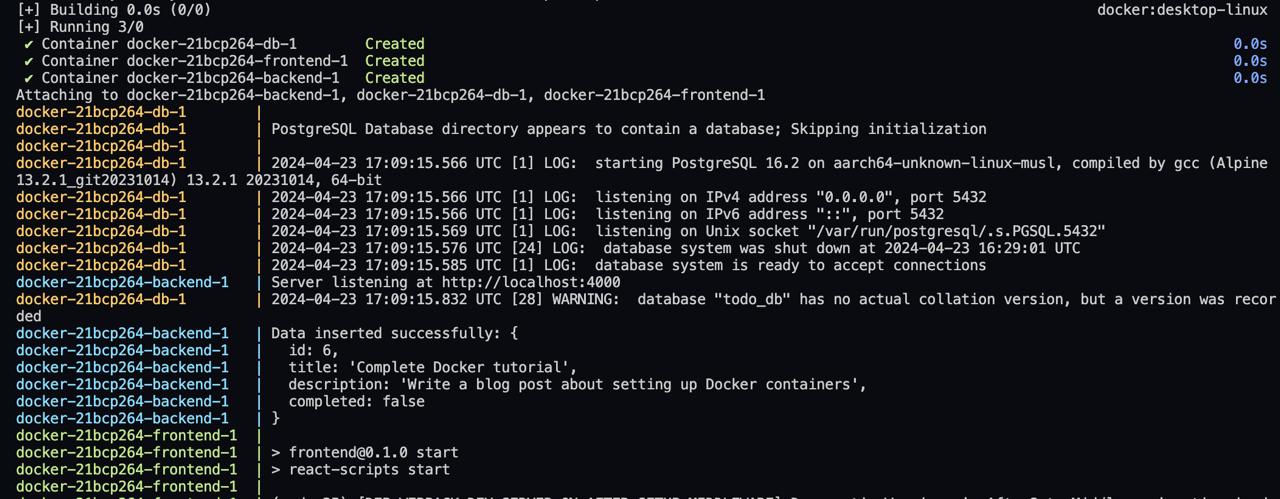 [+] Building 0.0s (0/0) docker:desktop-linux
[+] Running 3/0
✔ Container docker-21bcp264-db-1 Created 0.0s
✔ Container docker-21bcp264-frontend-1 Created 0.0s
✔ Container docker-21bcp264-backend-1 Created 0.0s
Attaching to docker-21bcp264-backend-1, docker-21bcp264-db-1, docker-21bcp264-frontend-1
docker-21bcp264-db-1 |
docker-21bcp264-db-1 | PostgreSQL Database directory appears to contain a database; Skipping initialization
docker-21bcp264-db-1 |
docker-21bcp264-db-1 | 2024-04-23 17:09:15.566 UTC [1] LOG: starting PostgreSQL 16.2 on aarch64-unknown-linux-musl, compiled by gcc (Alpine
13.2.1_git20231014) 13.2.1 20231014, 64-bit
docker-21bcp264-db-1 | 2024-04-23 17:09:15.566 UTC [1] LOG: listening on IPv4 address "0.0.0.0", port 5432
docker-21bcp264-db-1 | 2024-04-23 17:09:15.566 UTC [1] LOG: listening on IPv6 address "::", port 5432
docker-21bcp264-db-1 | 2024-04-23 17:09:15.569 UTC [1] LOG: listening on Unix socket "/var/run/postgresql/.s.PGSQL.5432"
docker-21bcp264-db-1 | 2024-04-23 17:09:15.576 UTC [24] LOG: database system was shut down at 2024-04-23 16:29:01 UTC
docker-21bcp264-db-1 | 2024-04-23 17:09:15.585 UTC [1] LOG: database system is ready to accept connections
docker-21bcp264-backend-1 | Server listening at http://localhost:4000
docker-21bcp264-db-1 | 2024-04-23 17:09:15.832 UTC [28] WARNING: database "todo_db" has no actual collation version, but a version was recor
ded
docker-21bcp264-backend-1 | Data inserted successfully: {
docker-21bcp264-backend-1 | id: 6,
docker-21bcp264-backend-1 | title: 'Complete Docker tutorial',
docker-21bcp264-backend-1 | description: 'Write a blog post about setting up Docker containers',
docker-21bcp264-backend-1 | completed: false
docker-21bcp264-backend-1 | }
docker-21bcp264-frontend-1 |
docker-21bcp264-frontend-1 | > frontend@0.1.0 start
docker-21bcp264-frontend-1 | > react-scripts start
docker-21bcp264-frontend-1 |